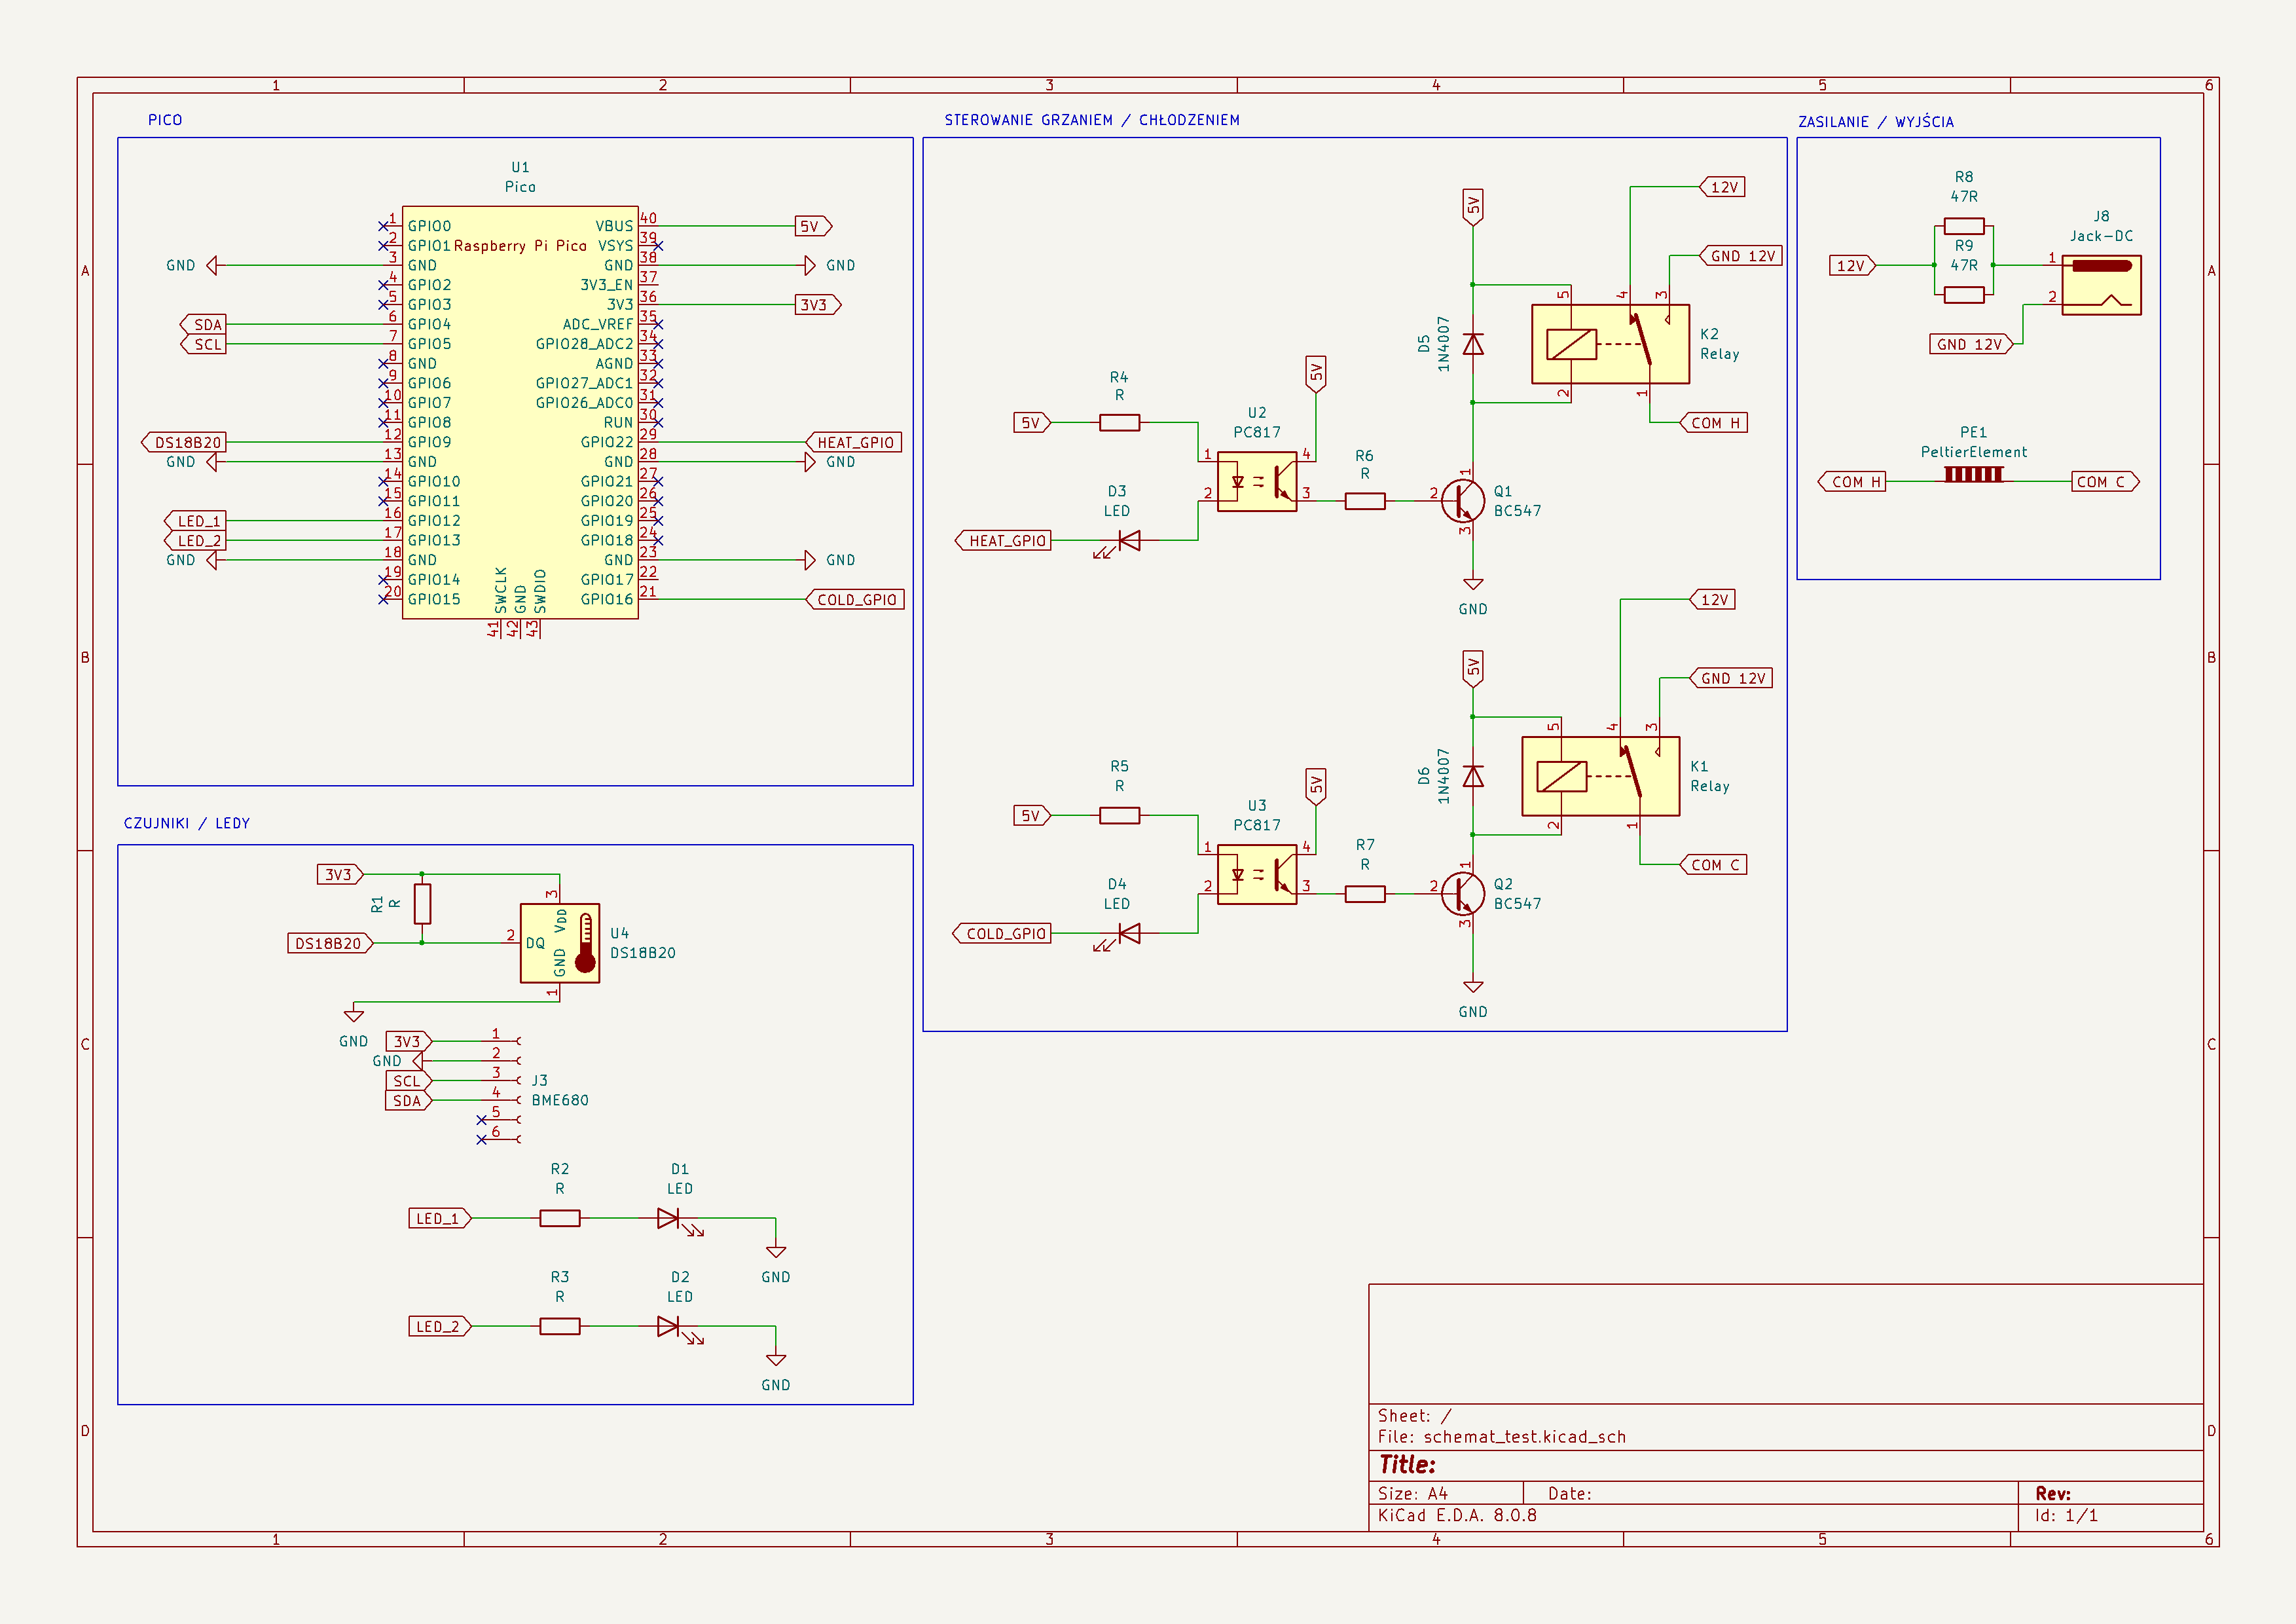 1 2 3 4 5 6
A
B
C
D
PICO
U1
Pico
Raspberry Pi Pico
1 GPIO0
2 GPIO1
GND 3 GND
4 GPIO2
5 GPIO3
SDA 6 GPIO4
SCL 7 GPIO5
8 GND
9 GPIO6
10 GPIO7
11 GPIO8
DS18B20 12 GPIO9
GND 13 GND
14 GPIO10
15 GPIO11
LED_1 16 GPIO12
LED_2 17 GPIO13
GND 18 GND
19 GPIO14
20 GPIO15
VBUS 40 5V
VSYS 39
GND 38 GND
3V3_EN 37
3V3 36 3V3
ADC_VREF 35
GPIO28_ADC2 34
AGND 33
GPIO27_ADC1 32
GPIO26_ADC0 31
RUN 30
GPIO22 29 HEAT_GPIO
GND 28 GND
GPIO21 27
GPIO20 26
GPIO19 25
GPIO18 24
GND 23 GND
GPIO17 22
GPIO16 21 COLD_GPIO
SWCLK 41
GND 42
SWDIO 43
CZUJNIKI / LEDY
3V3
R1
R
DS18B20
2 DQ
3 VDD
GND 1
U4
DS18B20
GND
3V3 1
GND 2
SCL 3
SDA 4
5
6
J3
BME680
R2
R
D1
LED
LED_1
GND
R3
R
D2
LED
LED_2
GND
STEROWANIE GRZANIEM / CHŁODZENIEM
5V
R4
R
U2
PC817
1
2
4
3
5V
D3
LED
HEAT_GPIO
R6
R
5V
D5
1N4007
2
1
3
Q1
BC547
GND
12V
GND 12V
5
4
3
2
1
K2
Relay
COM H
5V
R5
R
U3
PC817
1
2
4
3
5V
D4
LED
COLD_GPIO
R7
R
5V
D6
1N4007
2
1
3
Q2
BC547
GND
12V
GND 12V
5
4
3
2
1
K1
Relay
COM C
ZASILANIE / WYJŚCIA
R8
47R
R9
47R
12V
J8
Jack-DC
1
2
GND 12V
PE1
PeltierElement
COM H
COM C
Sheet: /
File: schemat_test.kicad_sch
Title:
Size: A4 Date: Rev:
KiCad E.D.A. 8.0.8 Id: 1/1
A
B
C
D
1 2 3 4 5 6